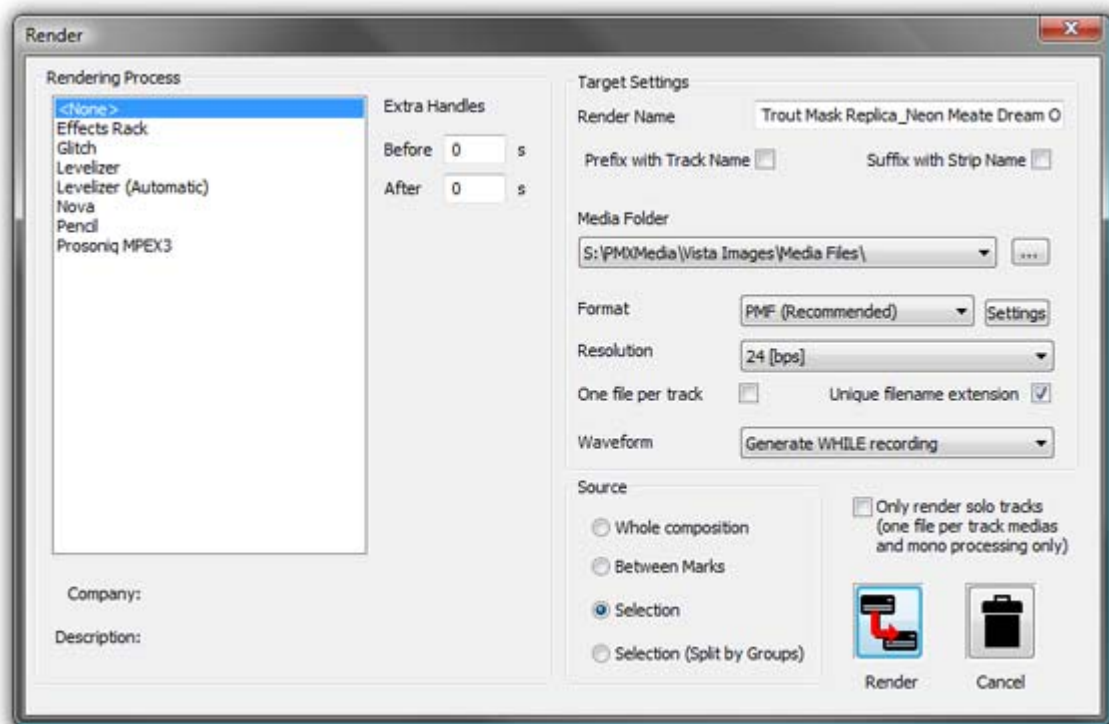 Render
Rendering Process
<None>
Effects Rack
Glitch
Levelizer
Levelizer (Automatic)
Nova
Pencil
Prosoniq MPEX3
Extra Handles
Before 0 s
After 0 s
Company:
Description:
Target Settings
Render Name Trout Mask Replica_Neon Meate Dream O
Prefix with Track Name Suffix with Strip Name
Media Folder
S:\PMXMedia\Vista Images\Media Files\ ...
Format PMF (Recommended) Settings
Resolution 24 [bps]
One file per track Unique filename extension
Waveform Generate WHILE recording
Source
Whole composition
Between Marks
Selection
Selection (Split by Groups)
Only render solo tracks
(one file per track medias
and mono processing only)
Render Cancel